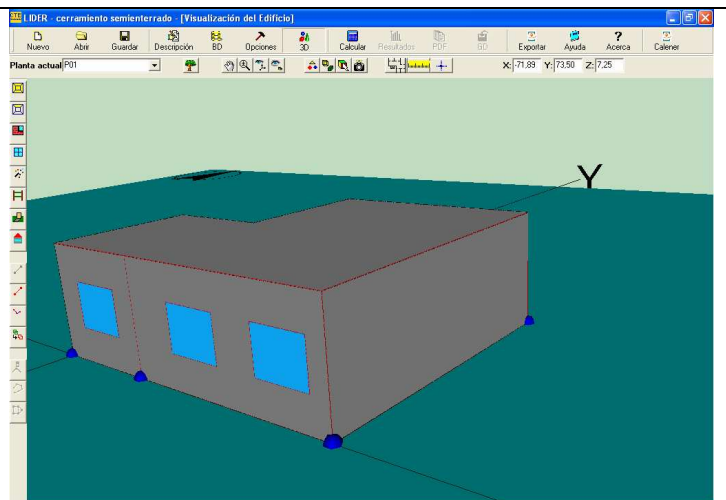 LIDER - cerramiento semienterrado - [Visualización del Edificio]
Nuevo Abrir Guardar Descripción BD Opciones 3D Calcular Resultados PDF GD Exportar Ayuda Acerca Calener
Planta actual P01 X: -71,89 Y: 73,50 Z: 7,25
Y